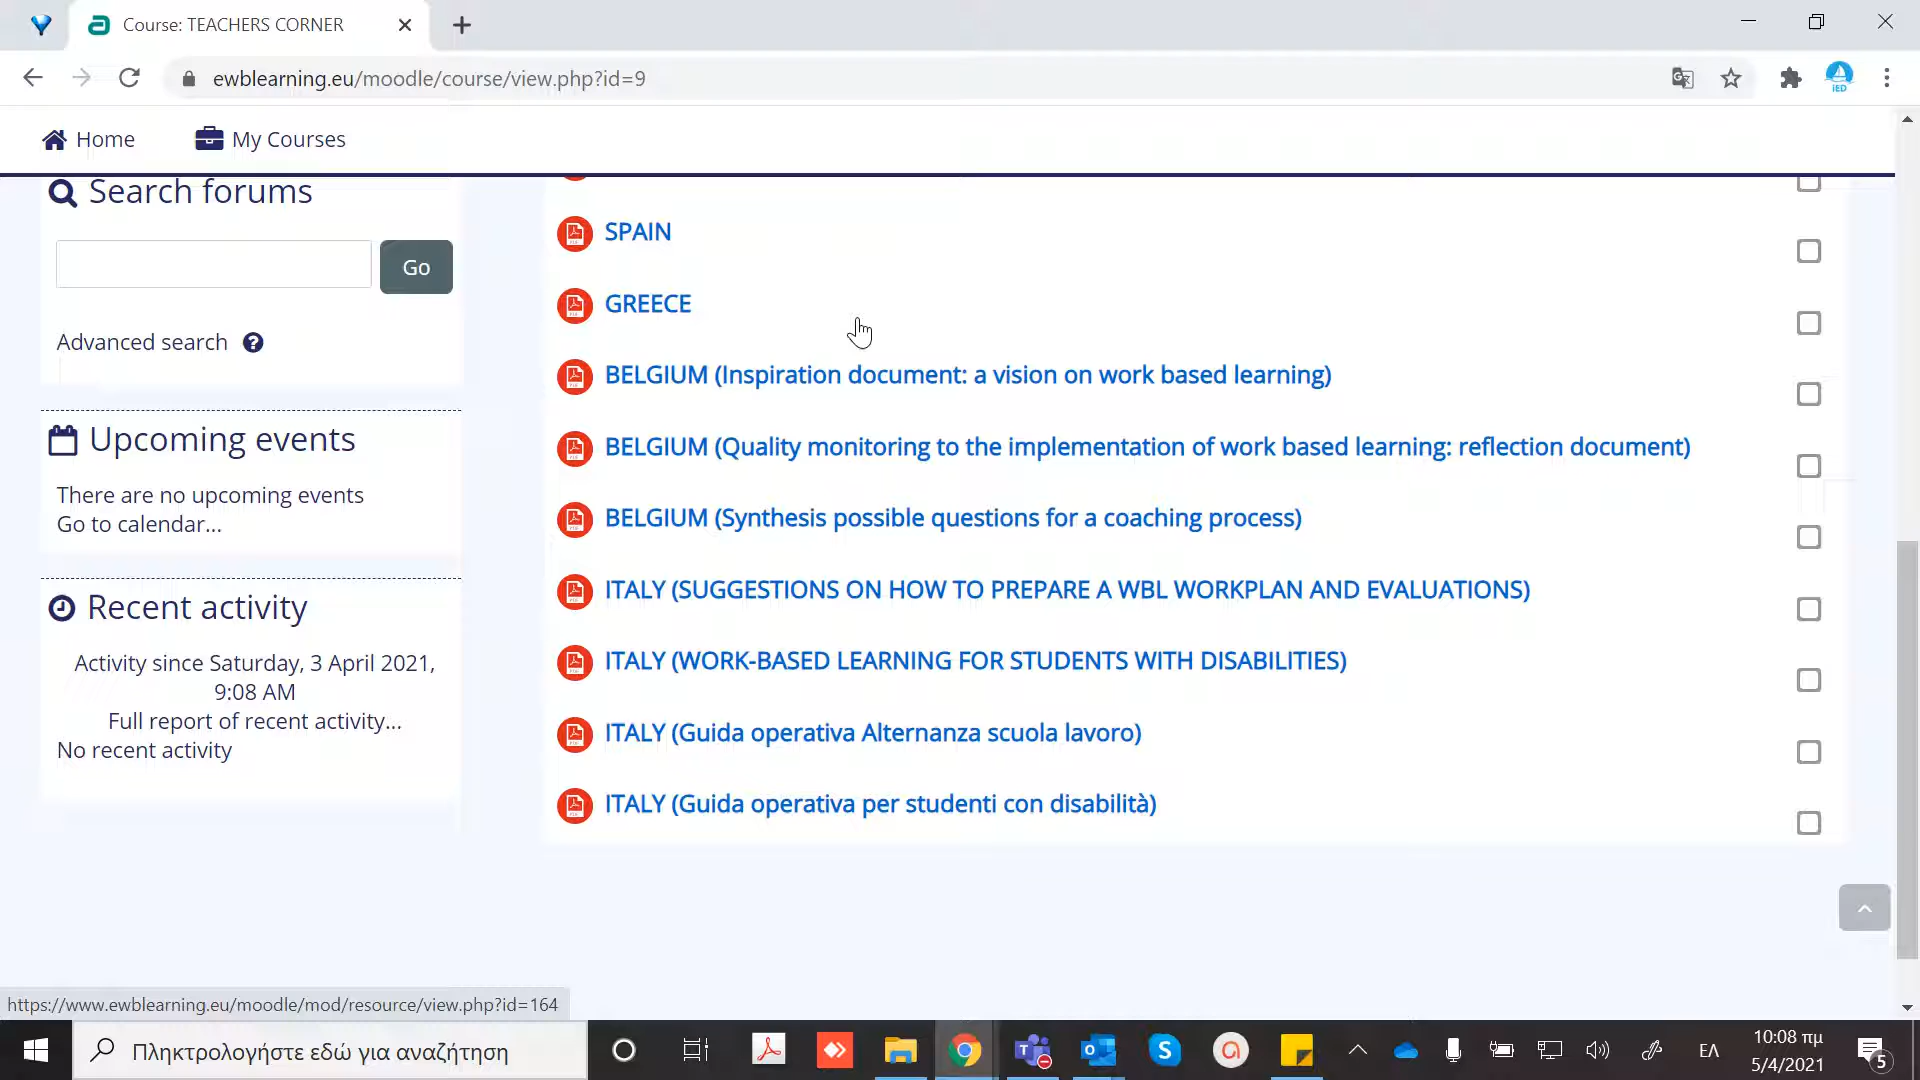 Course: TEACHERS CORNER
ewblearning.eu/moodle/course/view.php?id=9
iED
Home
My Courses
Search forums
Go
Advanced search
Upcoming events
There are no upcoming events
Go to calendar...
Recent activity
Activity since Saturday, 3 April 2021,
9:08 AM
Full report of recent activity...
No recent activity
SPAIN
GREECE
BELGIUM (Inspiration document: a vision on work based learning)
BELGIUM (Quality monitoring to the implementation of work based learning: reflection document)
BELGIUM (Synthesis possible questions for a coaching process)
ITALY (SUGGESTIONS ON HOW TO PREPARE A WBL WORKPLAN AND EVALUATIONS)
ITALY (WORK-BASED LEARNING FOR STUDENTS WITH DISABILITIES)
ITALY (Guida operativa Alternanza scuola lavoro)
ITALY (Guida operativa per studenti con disabilità)
https://www.ewblearning.eu/moodle/mod/resource/view.php?id=164
Πληκτρολογήστε εδώ για αναζήτηση
ΕΛ
10:08 πμ
5/4/2021
5